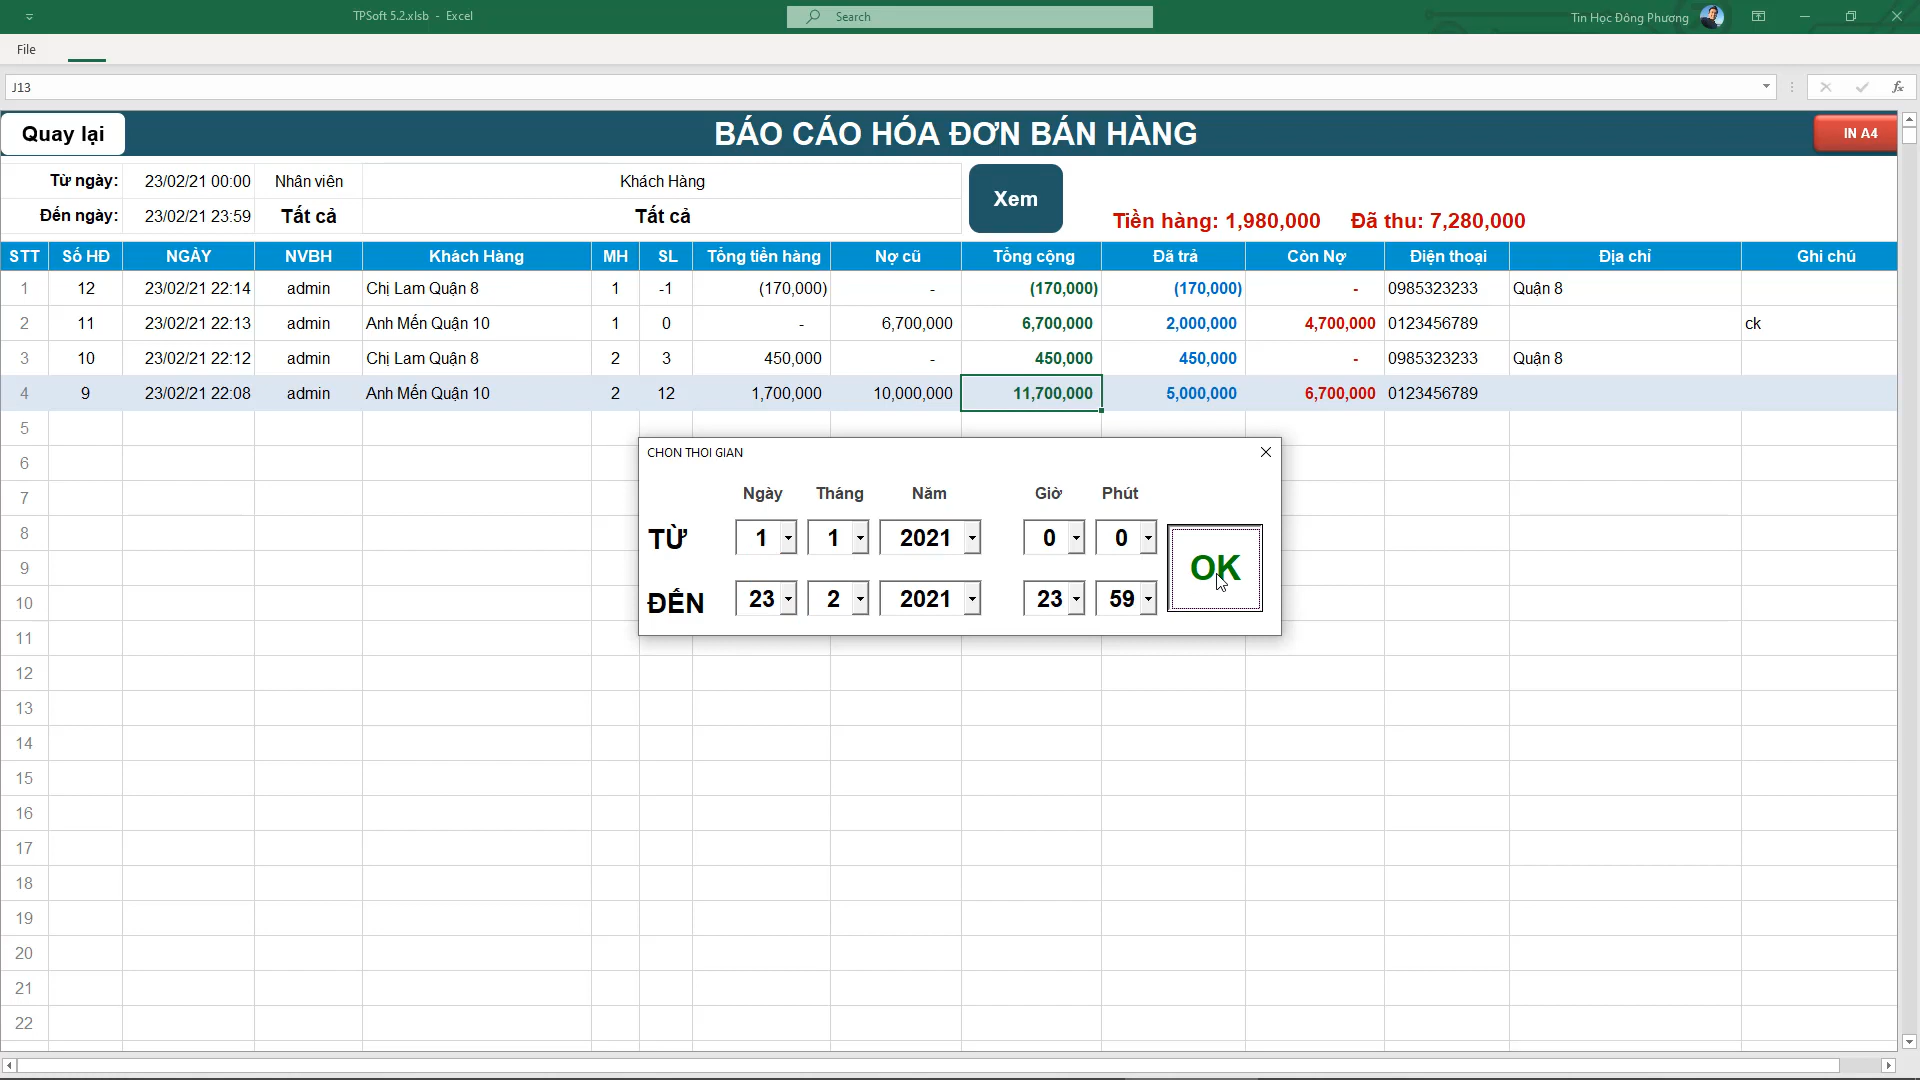 TPSoft 5.2.xlsb - Excel
Search
Tin Học Đông Phương
File
J13
fx
Quay lại
BÁO CÁO HÓA ĐƠN BÁN HÀNG
IN A4
Từ ngày: 23/02/21 00:00 Nhân viên Khách Hàng
Đến ngày: 23/02/21 23:59 Tất cả Tất cả
Xem
Tiền hàng: 1,980,000 Đã thu: 7,280,000
STT Số HĐ NGÀY NVBH Khách Hàng MH SL Tổng tiền hàng Nợ cũ Tổng cộng Đã trả Còn Nợ Điện thoại Địa chỉ Ghi chú
1 12 23/02/21 22:14 admin Chị Lam Quận 8 1 -1 (170,000) - (170,000) (170,000) - 0985323233 Quận 8
2 11 23/02/21 22:13 admin Anh Mến Quận 10 1 0 - 6,700,000 6,700,000 2,000,000 4,700,000 0123456789 ck
3 10 23/02/21 22:12 admin Chị Lam Quận 8 2 3 450,000 - 450,000 450,000 - 0985323233 Quận 8
4 9 23/02/21 22:08 admin Anh Mến Quận 10 2 12 1,700,000 10,000,000 11,700,000 5,000,000 6,700,000 0123456789
5
6
7
8
9
10
11
12
13
14
15
16
17
18
19
20
21
22
CHON THOI GIAN
Ngày Tháng Năm Giờ Phút
TỪ 1 1 2021 0 0
ĐẾN 23 2 2021 23 59
OK